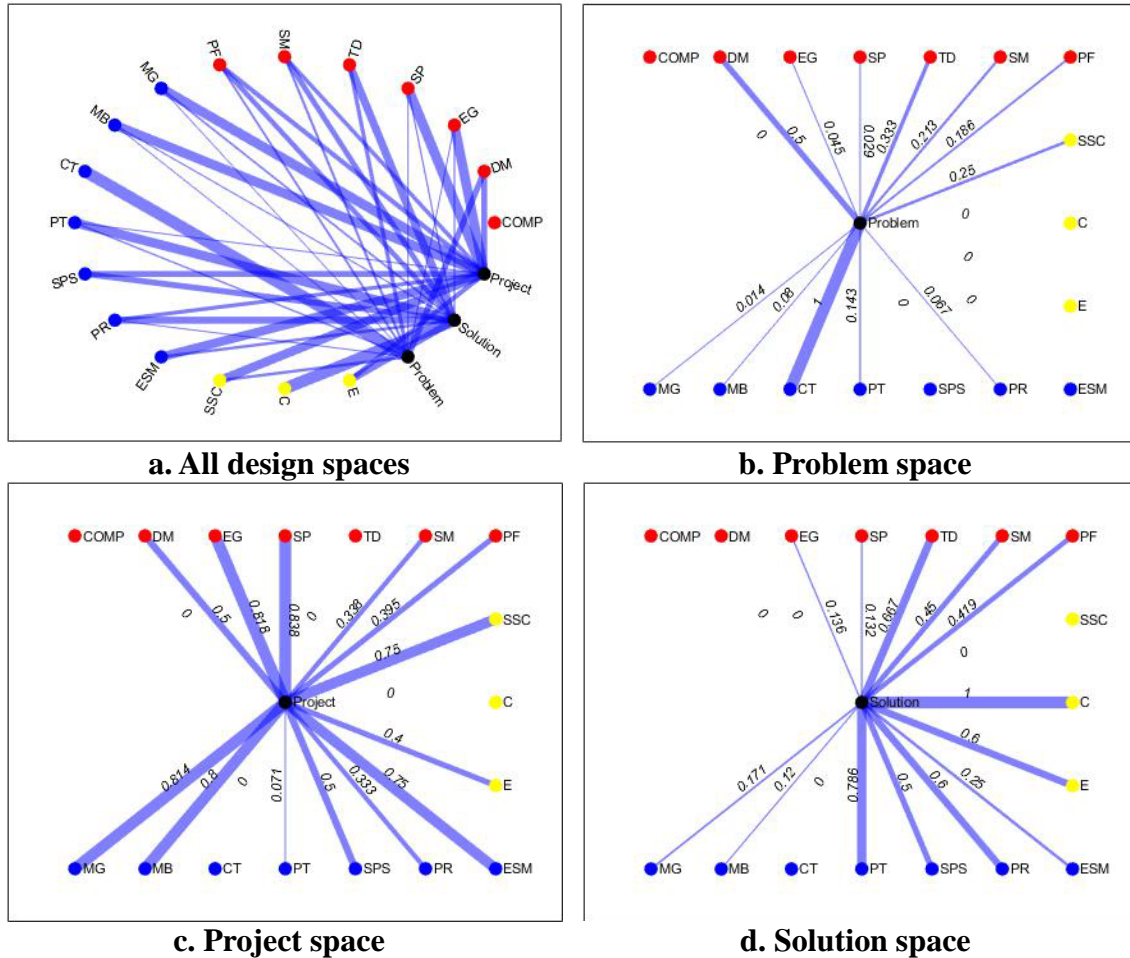 SM
PF
TD
MG
SP
MB
EG
CT
DM
PT
COMP
SPS
Project
PR
Solution
ESM
Problem
SSC
C
E
a. All design spaces
COMP DM EG SP TD SM PF
0 0.5 0.045 0.029 0.333 0.213 0.186
SSC
0.25
0
Problem
C
0
0
E
0.014 0.08 1 0.143 0 0.067
MG MB CT PT SPS PR ESM
b. Problem space
COMP DM EG SP TD SM PF
0 0.5 0.818 0.838 0 0.338 0.395
SSC
0.75
0
Project
C
0.4
E
0.814 0.8 0 0.071 0.5 0.333 0.75
MG MB CT PT SPS PR ESM
c. Project space
COMP DM EG SP TD SM PF
0 0 0.136 0.132 0.667 0.45 0.419
SSC
0
1
Solution
C
0.6
E
0.171 0.12 0 0.786 0.5 0.6 0.25
MG MB CT PT SPS PR ESM
d. Solution space